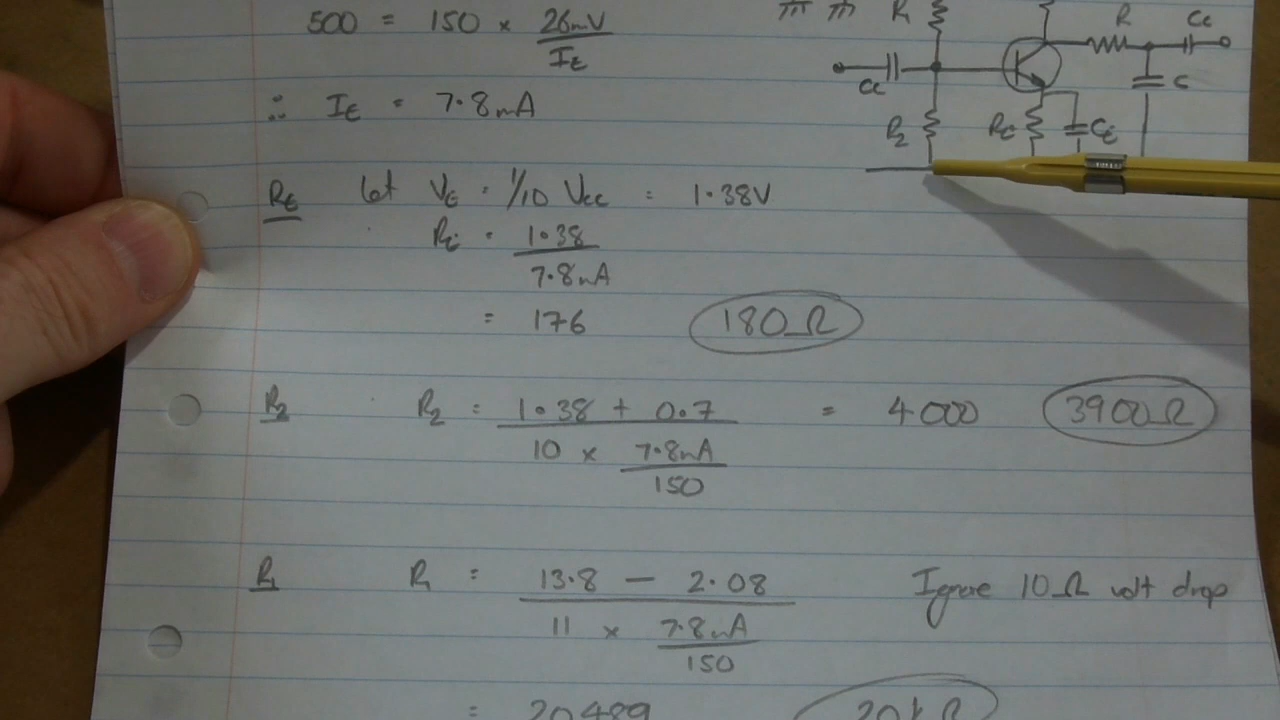 500 = 150 × 26mV / IE
∴ IE = 7.8mA
RE let VE = 1/10 Vcc = 1.38V
RE = 1.38 / 7.8mA
= 176 180Ω
R2 R2 = 1.38 + 0.7 / 10 × 7.8mA / 150 = 4000 3900Ω
R1 R1 = 13.8 − 2.08 / 11 × 7.8mA / 150 Ignore 10Ω volt drop
= 20489 20kΩ
R1
R
Cc
Cc
C
R2
RE
CE